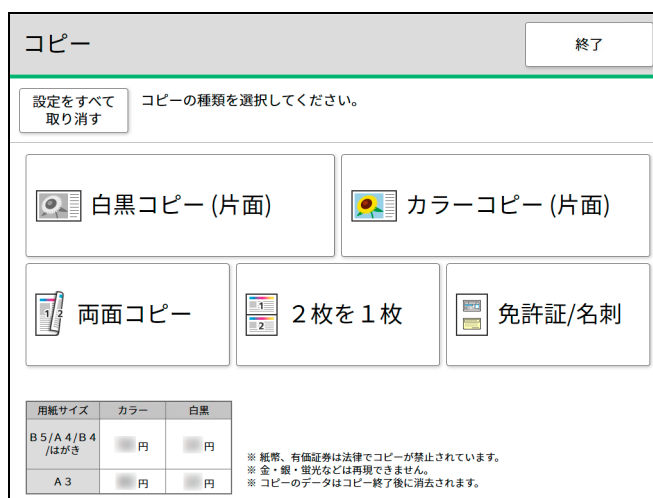 コピー
終了
設定をすべて
取り消す
コピーの種類を選択してください。
白黒コピー (片面)
カラーコピー (片面)
1 2
両面コピー
1
2
２枚を１枚
免許証/名刺
用紙サイズ カラー 白黒
Ｂ５/Ａ４/Ｂ４
/はがき
円 円
Ａ３ 円 円
※ 紙幣、有価証券は法律でコピーが禁止されています。
※ 金・銀・蛍光などは再現できません。
※ コピーのデータはコピー終了後に消去されます。